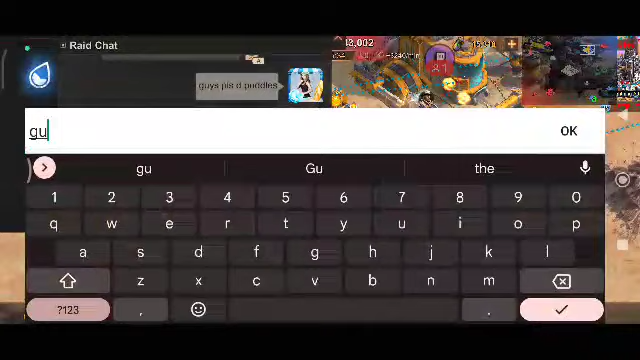 Raid Chat
guys pls d puddles
gu
OK
gu Gu the
1 2 3 4 5 6 7 8 9 0
q w e r t y u i o p
a s d f g h j k l
z x c v b n m
?123 , .